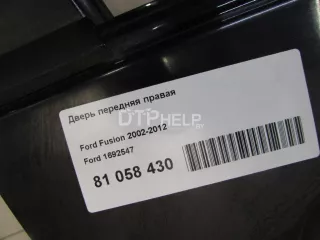 Дверь передняя правая
DTPHELP
Ford Fusion 2002-2012
Ford 1692547
81 058 430